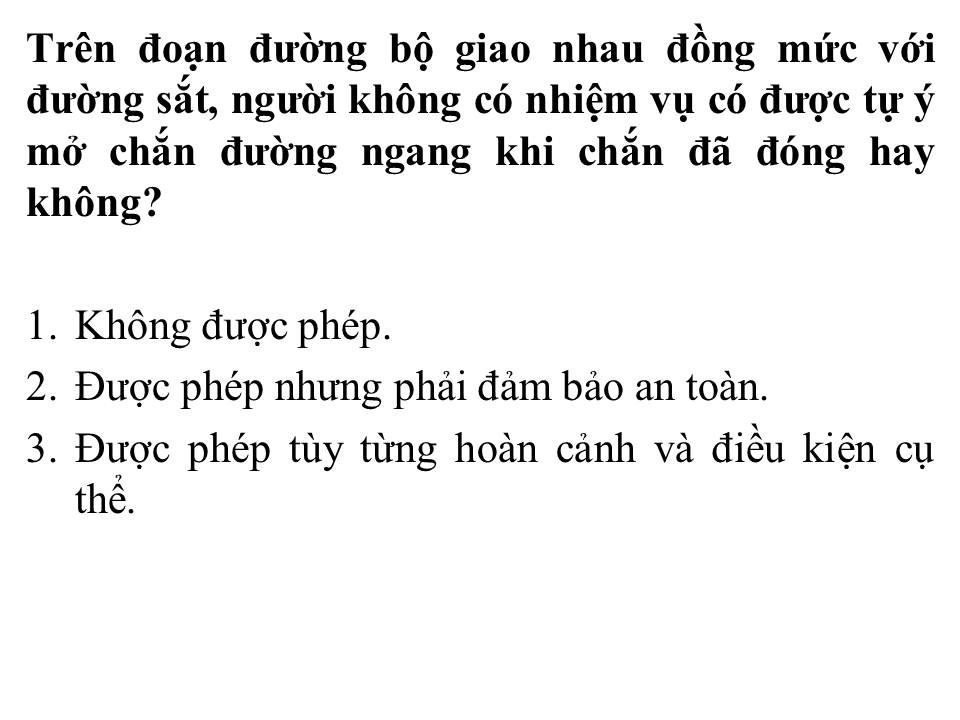 Trên đoạn đường bộ giao nhau đồng mức với
đường sắt, người không có nhiệm vụ có được tự ý
mở chắn đường ngang khi chắn đã đóng hay
không?
1. Không được phép.
2. Được phép nhưng phải đảm bảo an toàn.
3. Được phép tùy từng hoàn cảnh và điều kiện cụ
thể.